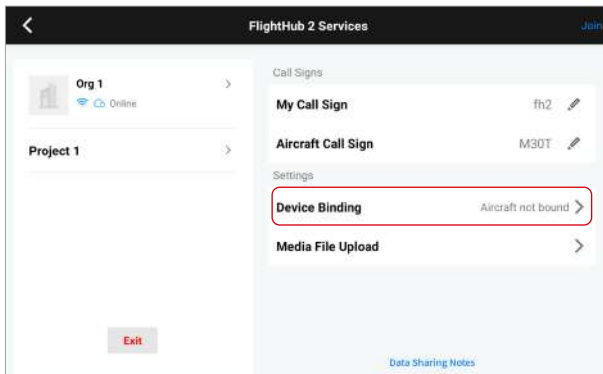 FlightHub 2 Services
Join
Org 1
Online
Project 1
Exit
Call Signs
My Call Sign fh2
Aircraft Call Sign M30T
Settings
Device Binding Aircraft not bound
Media File Upload
Data Sharing Notes